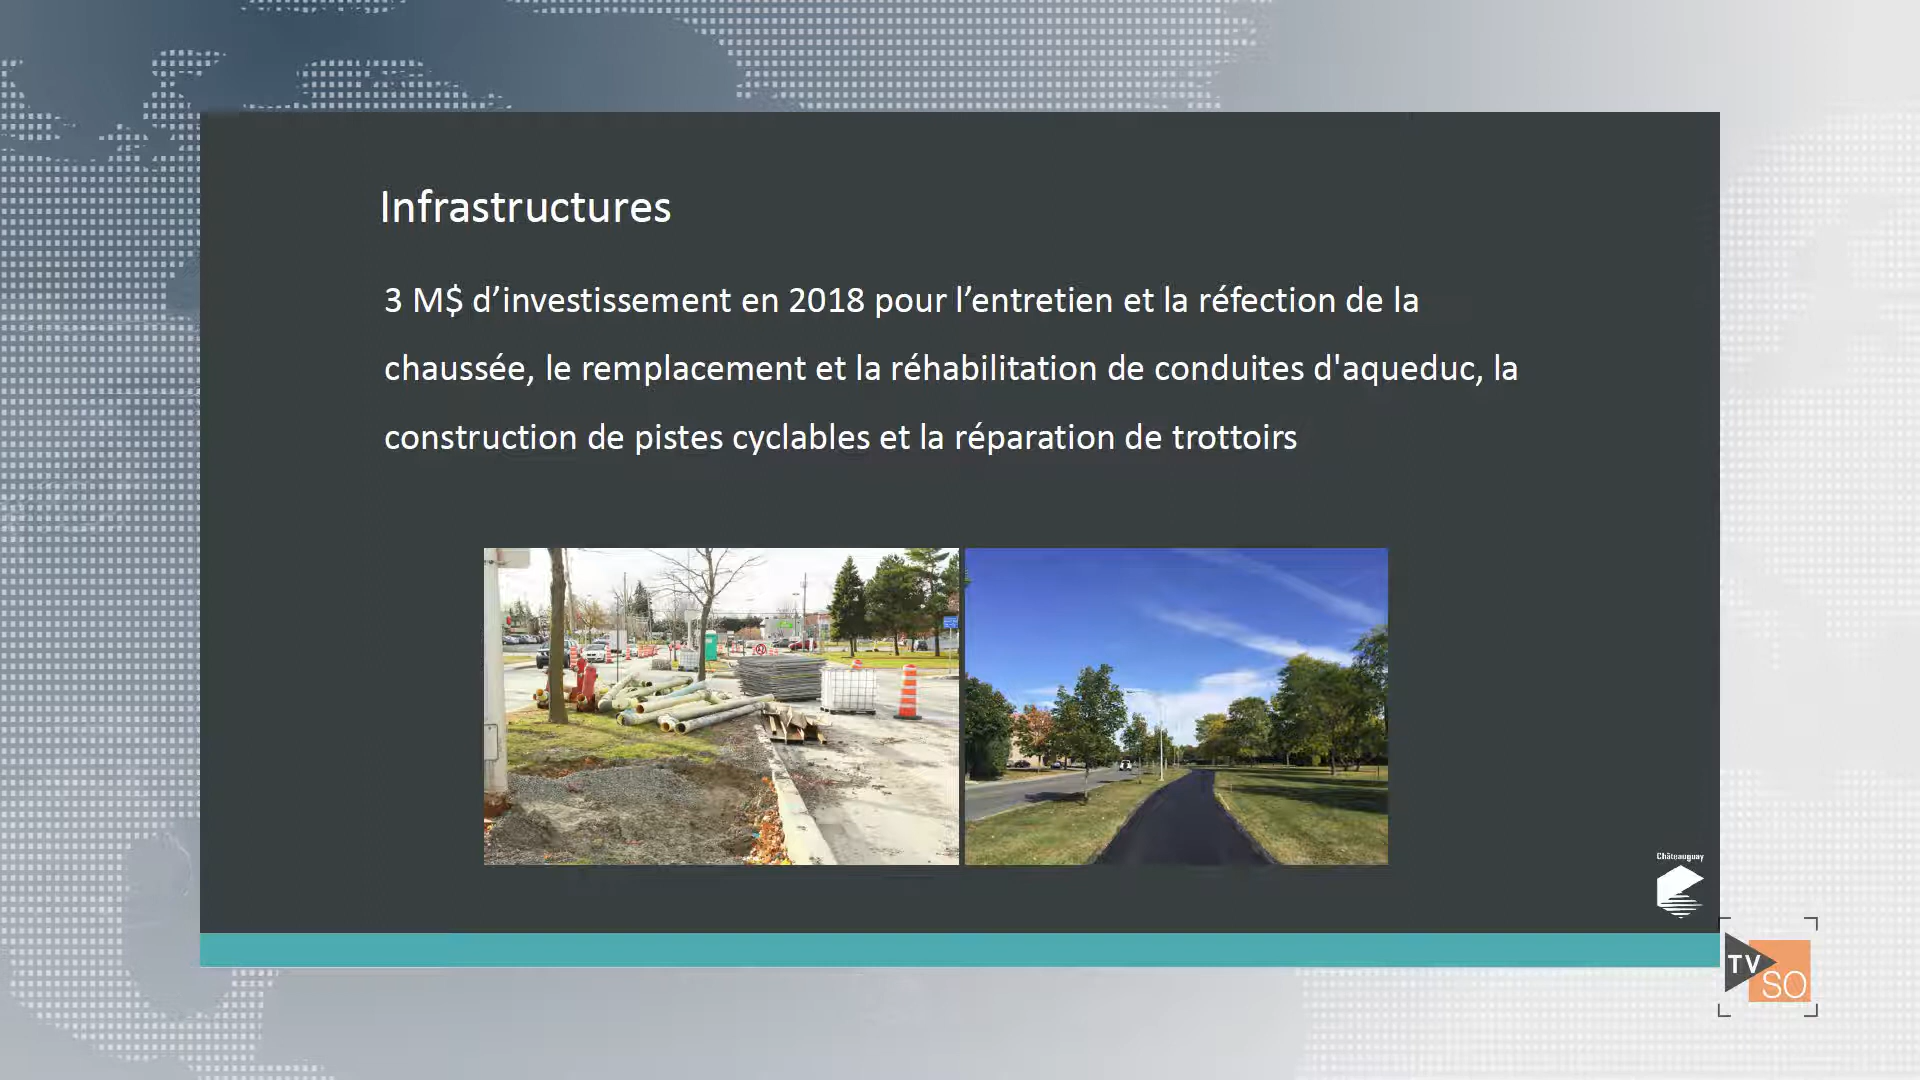 Infrastructures
3 M$ d’investissement en 2018 pour l’entretien et la réfection de la
chaussée, le remplacement et la réhabilitation de conduites d'aqueduc, la
construction de pistes cyclables et la réparation de trottoirs
Châteauguay
TV
SO